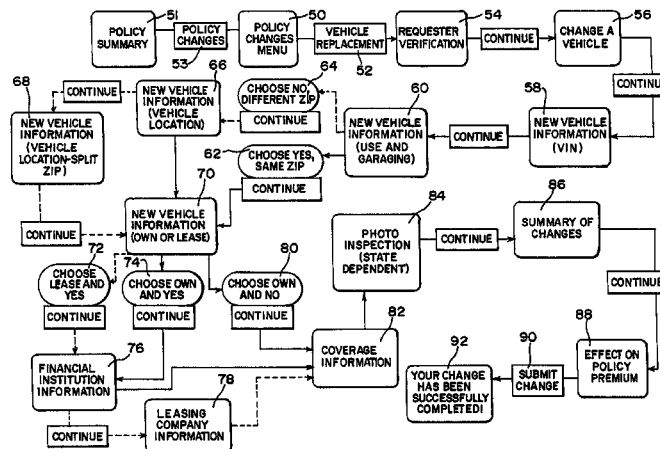 51
POLICY
SUMMARY
POLICY
CHANGES
53
50
POLICY
CHANGES
MENU
VEHICLE
REPLACEMENT
52
54
REQUESTER
VERIFICATION
CONTINUE
56
CHANGE A
VEHICLE
CONTINUE
58
NEW VEHICLE
INFORMATION
(VIN)
CONTINUE
60
NEW VEHICLE
INFORMATION
(USE AND
GARAGING)
64
CHOOSE NO,
DIFFERENT ZIP
CONTINUE
62
CHOOSE YES,
SAME ZIP
CONTINUE
66
NEW VEHICLE
INFORMATION
(VEHICLE
LOCATION)
CONTINUE
68
NEW VEHICLE
INFORMATION
(VEHICLE
LOCATION-SPLIT
ZIP)
CONTINUE
70
NEW VEHICLE
INFORMATION
(OWN OR LEASE)
72
CHOOSE
LEASE AND
YES
CONTINUE
74
CHOOSE OWN
AND YES
CONTINUE
80
CHOOSE OWN
AND NO
CONTINUE
76
FINANCIAL
INSTITUTION
INFORMATION
CONTINUE
78
LEASING
COMPANY
INFORMATION
82
COVERAGE
INFORMATION
84
PHOTO
INSPECTION
(STATE
DEPENDENT)
CONTINUE
86
SUMMARY OF
CHANGES
CONTINUE
88
EFFECT ON
POLICY
PREMIUM
90
SUBMIT
CHANGE
92
YOUR CHANGE
HAS BEEN
SUCCESSFULLY
COMPLETED!